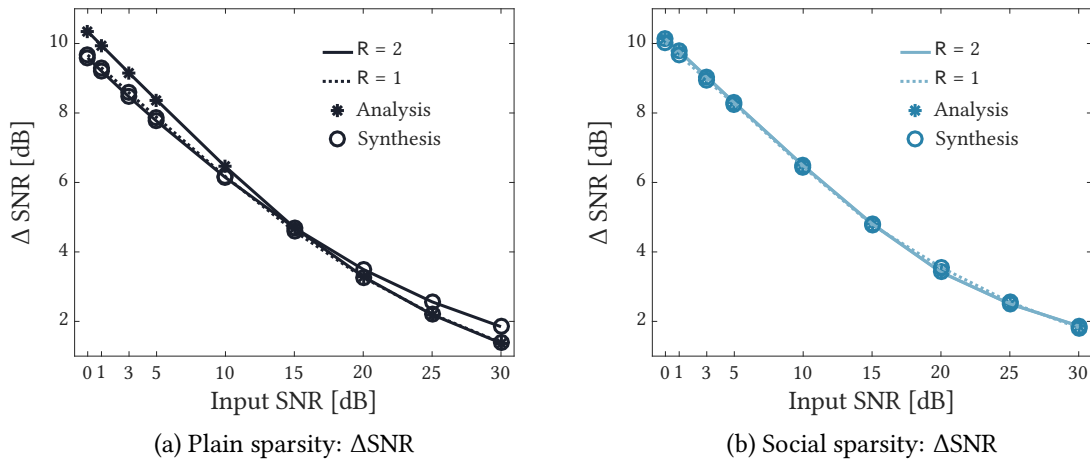 10
8
6
4
2
Δ SNR [dB]
R = 2
R = 1
Analysis
Synthesis
0 1 3 5 10 15 20 25 30
Input SNR [dB]
(a) Plain sparsity: ΔSNR
10
8
6
4
2
Δ SNR [dB]
R = 2
R = 1
Analysis
Synthesis
0 1 3 5 10 15 20 25 30
Input SNR [dB]
(b) Social sparsity: ΔSNR